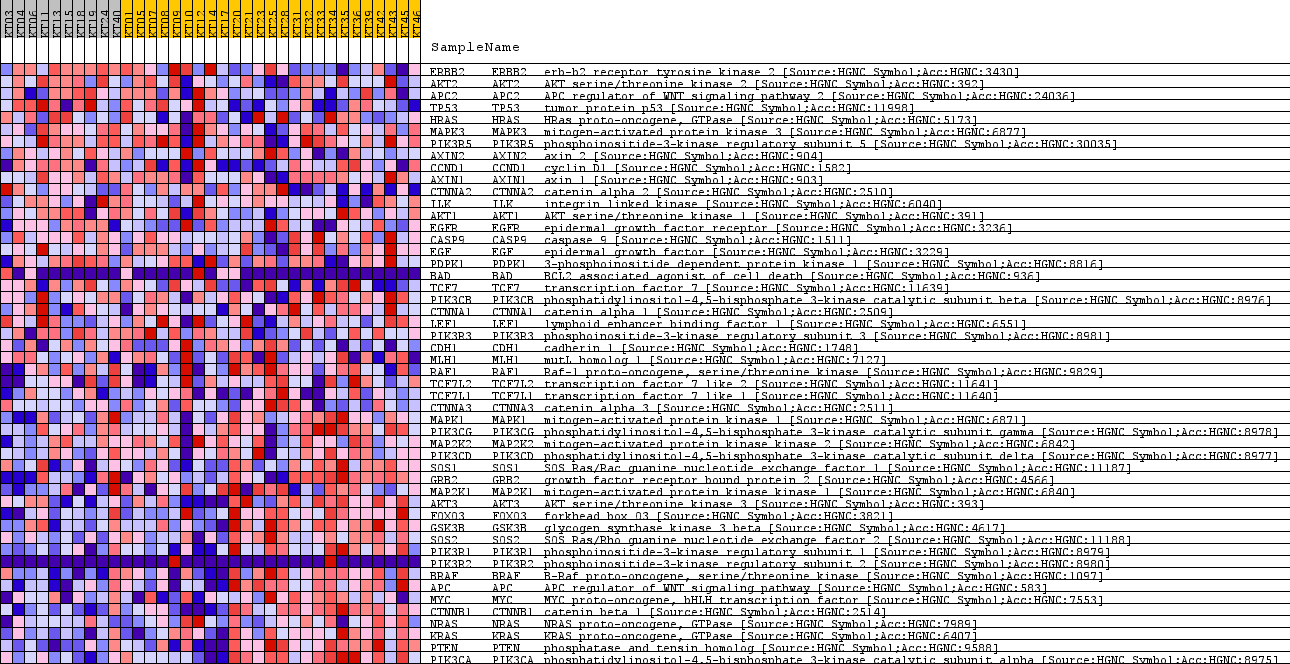 KT03 KT04 KT06 KT11 KT13 KT15 KT18 KT19 KT24 KT40 KT01 KT05 KT07 KT08 KT09 KT10 KT12 KT14 KT17 KT20 KT21 KT23 KT25 KT28 KT31 KT32 KT33 KT34 KT35 KT36 KT39 KT42 KT43 KT45 KT46
SampleName
ERBB2 ERBB2 erb-b2 receptor tyrosine kinase 2 [Source:HGNC Symbol;Acc:HGNC:3430]
AKT2 AKT2 AKT serine/threonine kinase 2 [Source:HGNC Symbol;Acc:HGNC:392]
APC2 APC2 APC regulator of WNT signaling pathway 2 [Source:HGNC Symbol;Acc:HGNC:24036]
TP53 TP53 tumor protein p53 [Source:HGNC Symbol;Acc:HGNC:11998]
HRAS HRAS HRas proto-oncogene, GTPase [Source:HGNC Symbol;Acc:HGNC:5173]
MAPK3 MAPK3 mitogen-activated protein kinase 3 [Source:HGNC Symbol;Acc:HGNC:6877]
PIK3R5 PIK3R5 phosphoinositide-3-kinase regulatory subunit 5 [Source:HGNC Symbol;Acc:HGNC:30035]
AXIN2 AXIN2 axin 2 [Source:HGNC Symbol;Acc:HGNC:904]
CCND1 CCND1 cyclin D1 [Source:HGNC Symbol;Acc:HGNC:1582]
AXIN1 AXIN1 axin 1 [Source:HGNC Symbol;Acc:HGNC:903]
CTNNA2 CTNNA2 catenin alpha 2 [Source:HGNC Symbol;Acc:HGNC:2510]
ILK ILK integrin linked kinase [Source:HGNC Symbol;Acc:HGNC:6040]
AKT1 AKT1 AKT serine/threonine kinase 1 [Source:HGNC Symbol;Acc:HGNC:391]
EGFR EGFR epidermal growth factor receptor [Source:HGNC Symbol;Acc:HGNC:3236]
CASP9 CASP9 caspase 9 [Source:HGNC Symbol;Acc:HGNC:1511]
EGF EGF epidermal growth factor [Source:HGNC Symbol;Acc:HGNC:3229]
PDPK1 PDPK1 3-phosphoinositide dependent protein kinase 1 [Source:HGNC Symbol;Acc:HGNC:8816]
BAD BAD BCL2 associated agonist of cell death [Source:HGNC Symbol;Acc:HGNC:936]
TCF7 TCF7 transcription factor 7 [Source:HGNC Symbol;Acc:HGNC:11639]
PIK3CB PIK3CB phosphatidylinositol-4,5-bisphosphate 3-kinase catalytic subunit beta [Source:HGNC Symbol;Acc:HGNC:8976]
CTNNA1 CTNNA1 catenin alpha 1 [Source:HGNC Symbol;Acc:HGNC:2509]
LEF1 LEF1 lymphoid enhancer binding factor 1 [Source:HGNC Symbol;Acc:HGNC:6551]
PIK3R3 PIK3R3 phosphoinositide-3-kinase regulatory subunit 3 [Source:HGNC Symbol;Acc:HGNC:8981]
CDH1 CDH1 cadherin 1 [Source:HGNC Symbol;Acc:HGNC:1748]
MLH1 MLH1 mutL homolog 1 [Source:HGNC Symbol;Acc:HGNC:7127]
RAF1 RAF1 Raf-1 proto-oncogene, serine/threonine kinase [Source:HGNC Symbol;Acc:HGNC:9829]
TCF7L2 TCF7L2 transcription factor 7 like 2 [Source:HGNC Symbol;Acc:HGNC:11641]
TCF7L1 TCF7L1 transcription factor 7 like 1 [Source:HGNC Symbol;Acc:HGNC:11640]
CTNNA3 CTNNA3 catenin alpha 3 [Source:HGNC Symbol;Acc:HGNC:2511]
MAPK1 MAPK1 mitogen-activated protein kinase 1 [Source:HGNC Symbol;Acc:HGNC:6871]
PIK3CG PIK3CG phosphatidylinositol-4,5-bisphosphate 3-kinase catalytic subunit gamma [Source:HGNC Symbol;Acc:HGNC:8978]
MAP2K2 MAP2K2 mitogen-activated protein kinase kinase 2 [Source:HGNC Symbol;Acc:HGNC:6842]
PIK3CD PIK3CD phosphatidylinositol-4,5-bisphosphate 3-kinase catalytic subunit delta [Source:HGNC Symbol;Acc:HGNC:8977]
SOS1 SOS1 SOS Ras/Rac guanine nucleotide exchange factor 1 [Source:HGNC Symbol;Acc:HGNC:11187]
GRB2 GRB2 growth factor receptor bound protein 2 [Source:HGNC Symbol;Acc:HGNC:4566]
MAP2K1 MAP2K1 mitogen-activated protein kinase kinase 1 [Source:HGNC Symbol;Acc:HGNC:6840]
AKT3 AKT3 AKT serine/threonine kinase 3 [Source:HGNC Symbol;Acc:HGNC:393]
FOXO3 FOXO3 forkhead box O3 [Source:HGNC Symbol;Acc:HGNC:3821]
GSK3B GSK3B glycogen synthase kinase 3 beta [Source:HGNC Symbol;Acc:HGNC:4617]
SOS2 SOS2 SOS Ras/Rho guanine nucleotide exchange factor 2 [Source:HGNC Symbol;Acc:HGNC:11188]
PIK3R1 PIK3R1 phosphoinositide-3-kinase regulatory subunit 1 [Source:HGNC Symbol;Acc:HGNC:8979]
PIK3R2 PIK3R2 phosphoinositide-3-kinase regulatory subunit 2 [Source:HGNC Symbol;Acc:HGNC:8980]
BRAF BRAF B-Raf proto-oncogene, serine/threonine kinase [Source:HGNC Symbol;Acc:HGNC:1097]
APC APC APC regulator of WNT signaling pathway [Source:HGNC Symbol;Acc:HGNC:583]
MYC MYC MYC proto-oncogene, bHLH transcription factor [Source:HGNC Symbol;Acc:HGNC:7553]
CTNNB1 CTNNB1 catenin beta 1 [Source:HGNC Symbol;Acc:HGNC:2514]
NRAS NRAS NRAS proto-oncogene, GTPase [Source:HGNC Symbol;Acc:HGNC:7989]
KRAS KRAS KRAS proto-oncogene, GTPase [Source:HGNC Symbol;Acc:HGNC:6407]
PTEN PTEN phosphatase and tensin homolog [Source:HGNC Symbol;Acc:HGNC:9588]
PIK3CA PIK3CA phosphatidylinositol-4,5-bisphosphate 3-kinase catalytic subunit alpha [Source:HGNC Symbol;Acc:HGNC:8975]